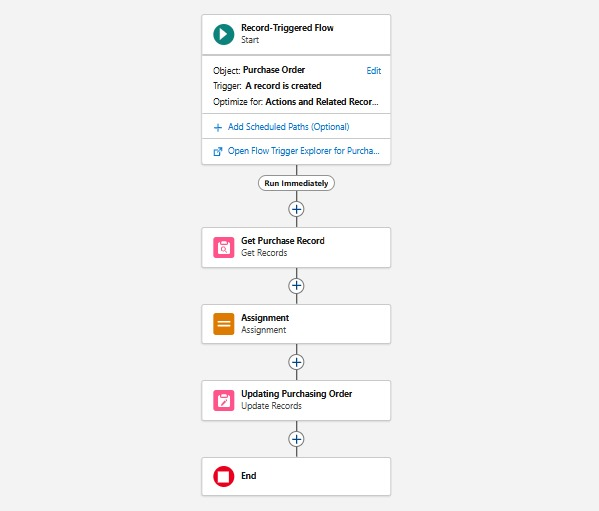 Record-Triggered Flow
Start
Object: Purchase Order Edit
Trigger: A record is created
Optimize for: Actions and Related Recor...
+ Add Scheduled Paths (Optional)
Open Flow Trigger Explorer for Purcha...
Run Immediately
Get Purchase Record
Get Records
Assignment
Assignment
Updating Purchasing Order
Update Records
End